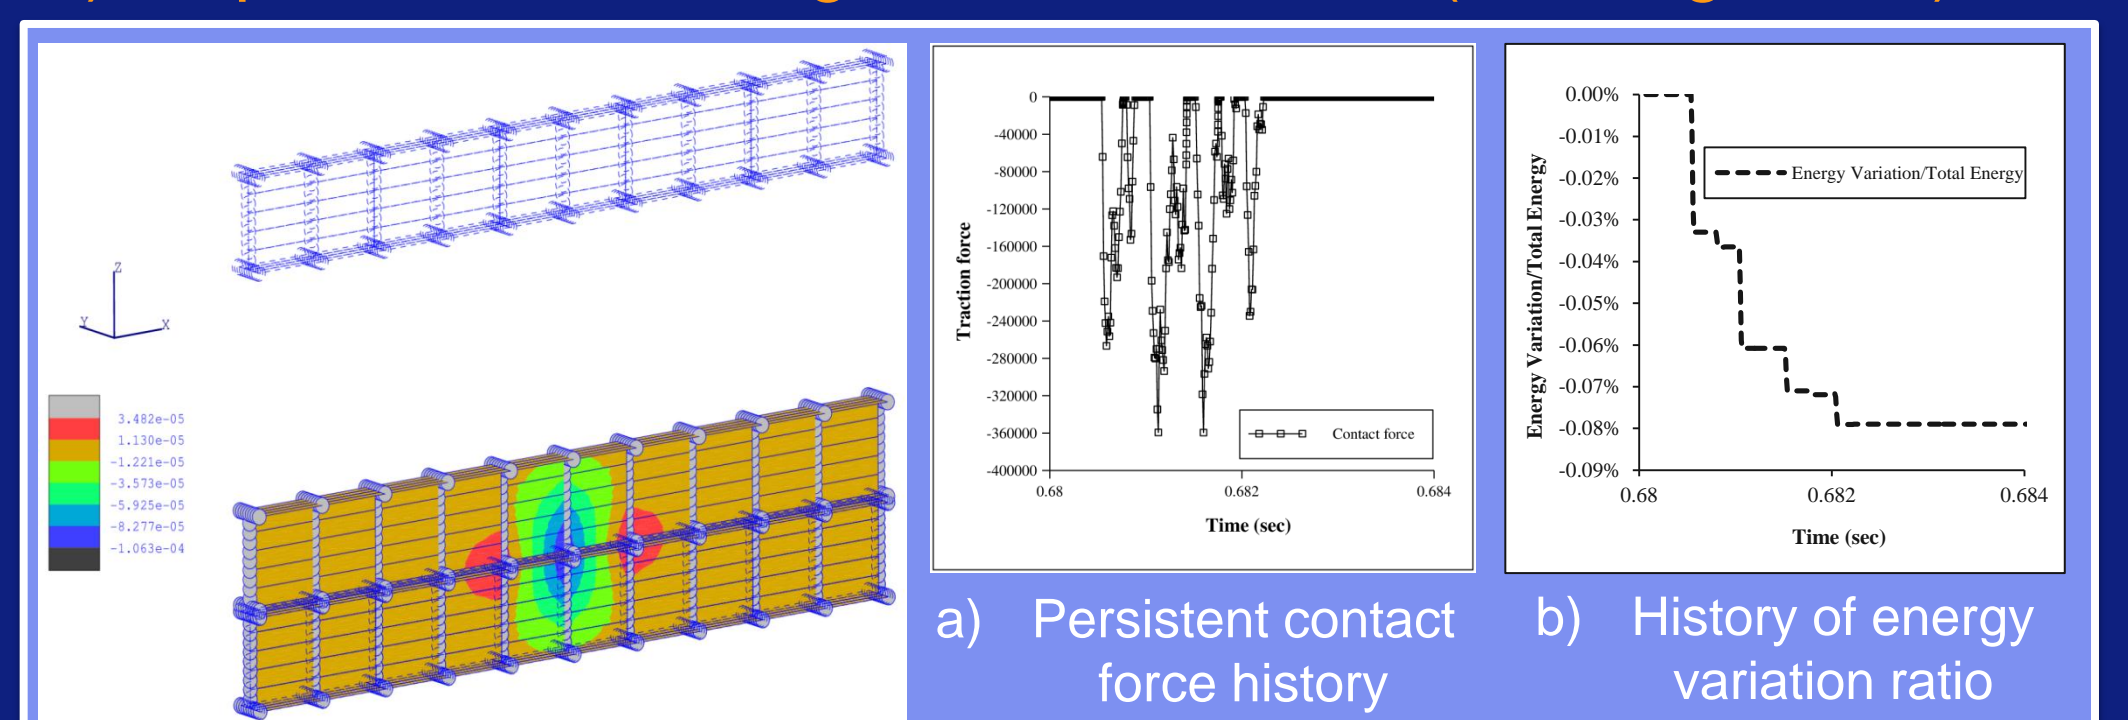 Z
Y
X
3.482e-05
1.130e-05
-1.221e-05
-3.573e-05
-5.925e-05
-8.277e-05
-1.063e-04
0
-40000
-80000
-120000
-160000
-200000
-240000
-280000
-320000
-360000
-400000
Traction force
Contact force
0.68
0.682
0.684
Time (sec)
a) Persistent contact
force history
0.00%
-0.01%
-0.02%
-0.03%
-0.04%
-0.05%
-0.06%
-0.07%
-0.08%
-0.09%
Energy Variation/Total Energy
Energy Variation/Total Energy
0.68
0.682
0.684
Time (sec)
b) History of energy
variation ratio